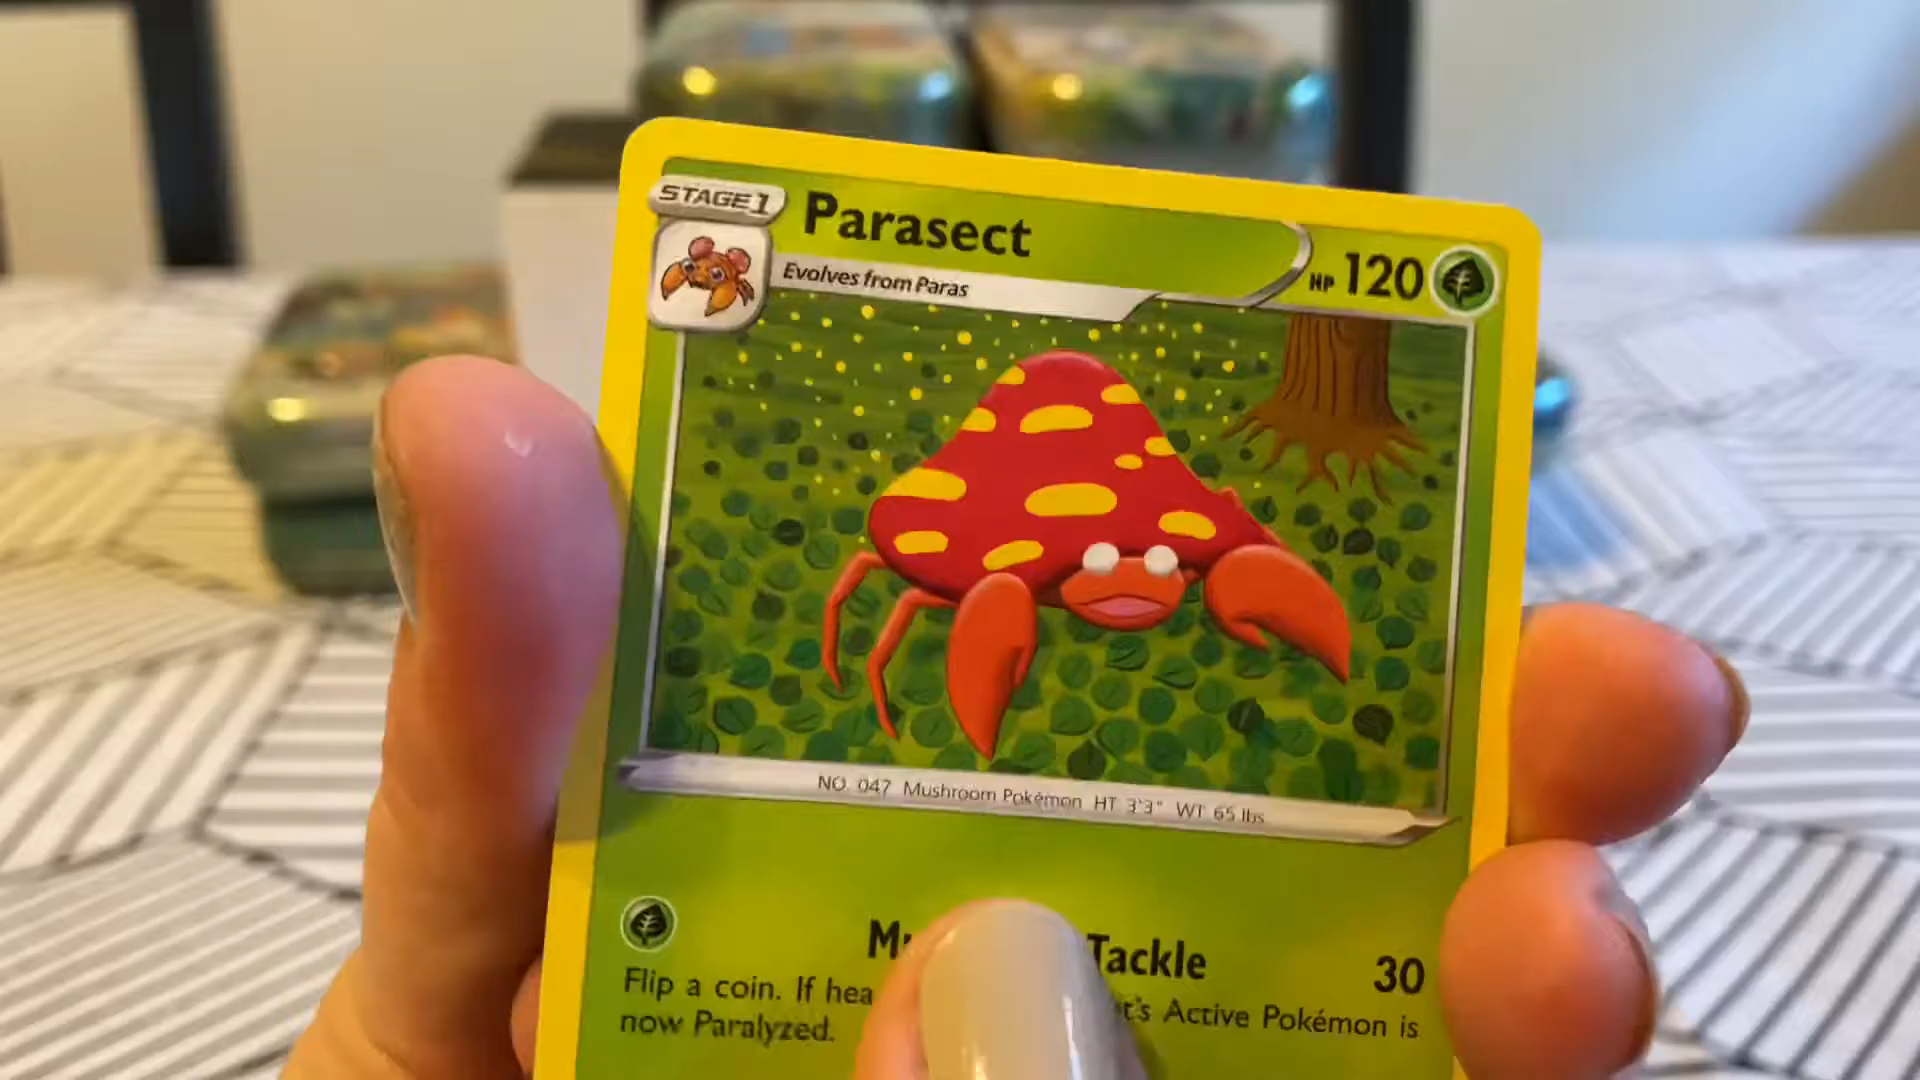 STAGE1
Parasect
HP 120
Evolves from Paras
NO. 047 Mushroom Pokémon HT 3'3" WT 65 lbs.
Tackle 30
Flip a coin. If Active Pokémon is
now Paralyzed.